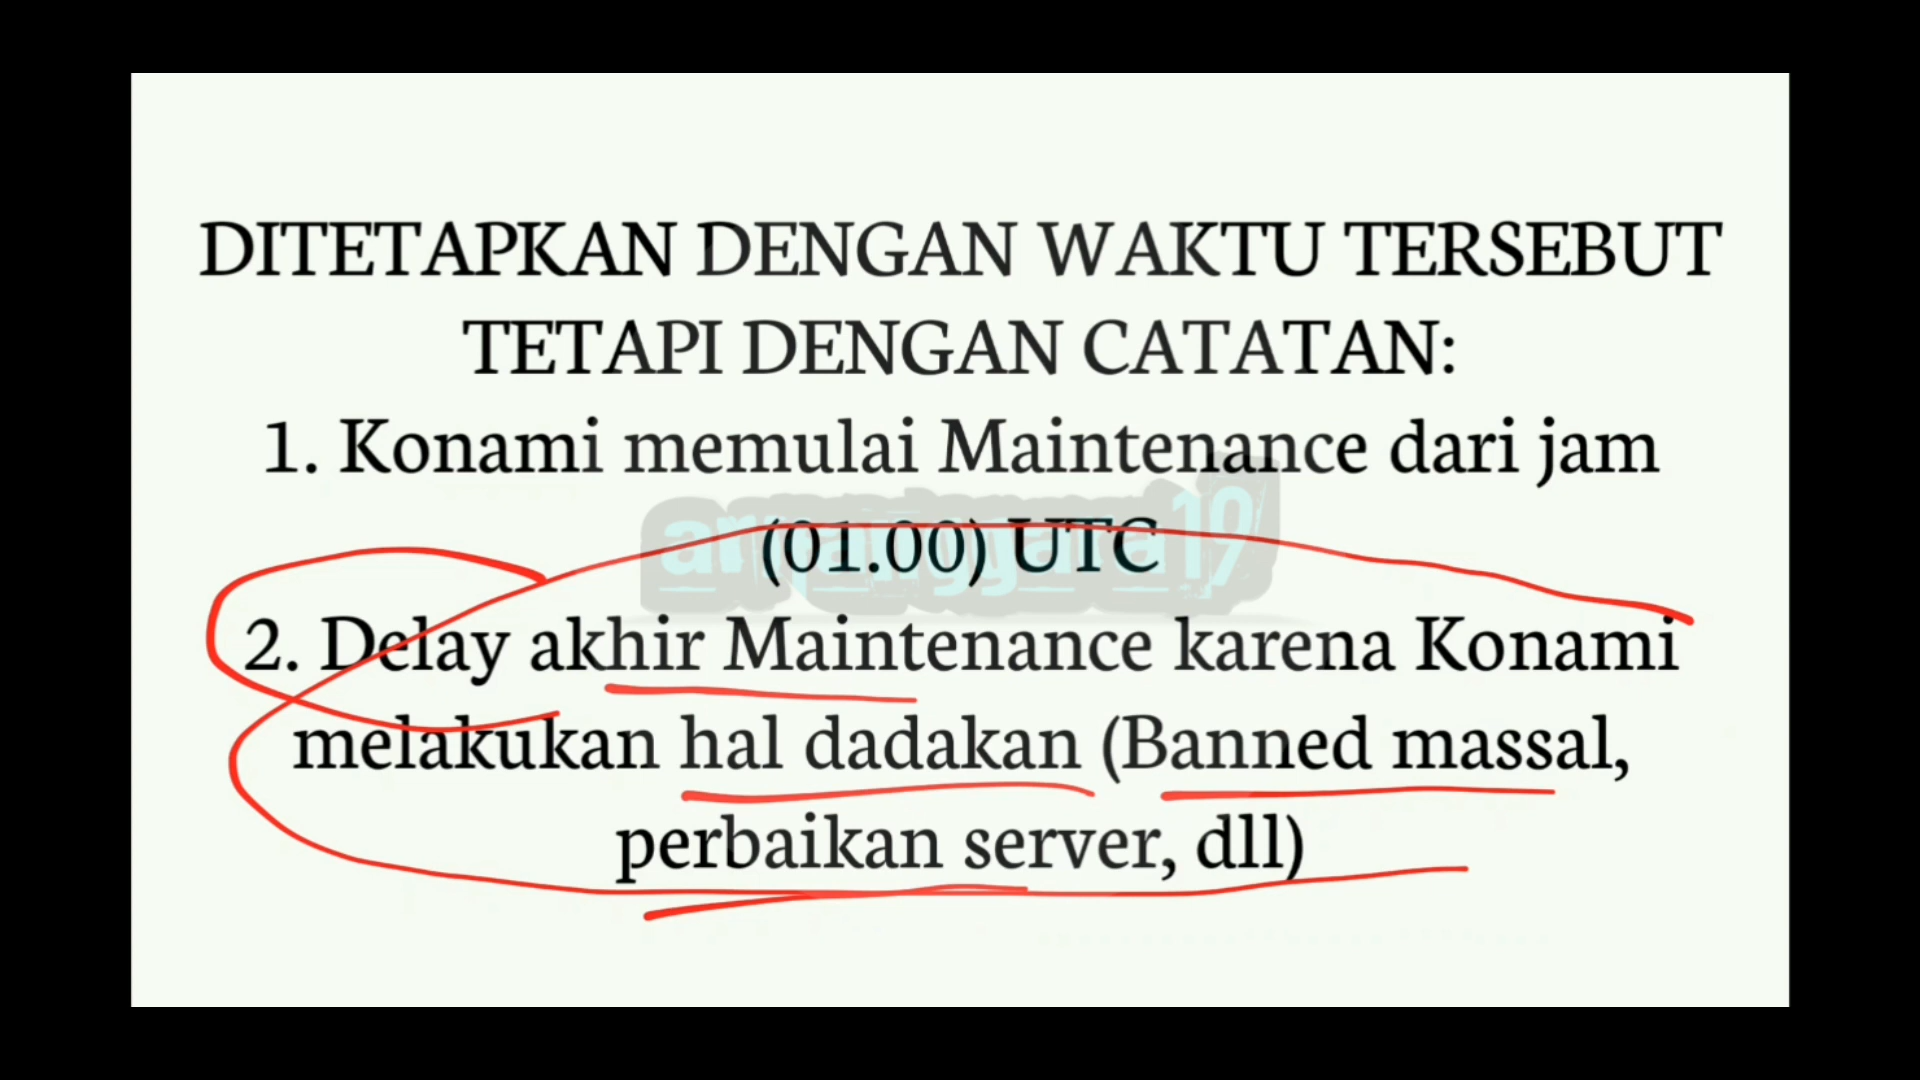 DITETAPKAN DENGAN WAKTU TERSEBUT
TETAPI DENGAN CATATAN:
1. Konami memulai Maintenance dari jam
(01.00) UTC
2. Delay akhir Maintenance karena Konami
melakukan hal dadakan (Banned massal,
perbaikan server, dll)